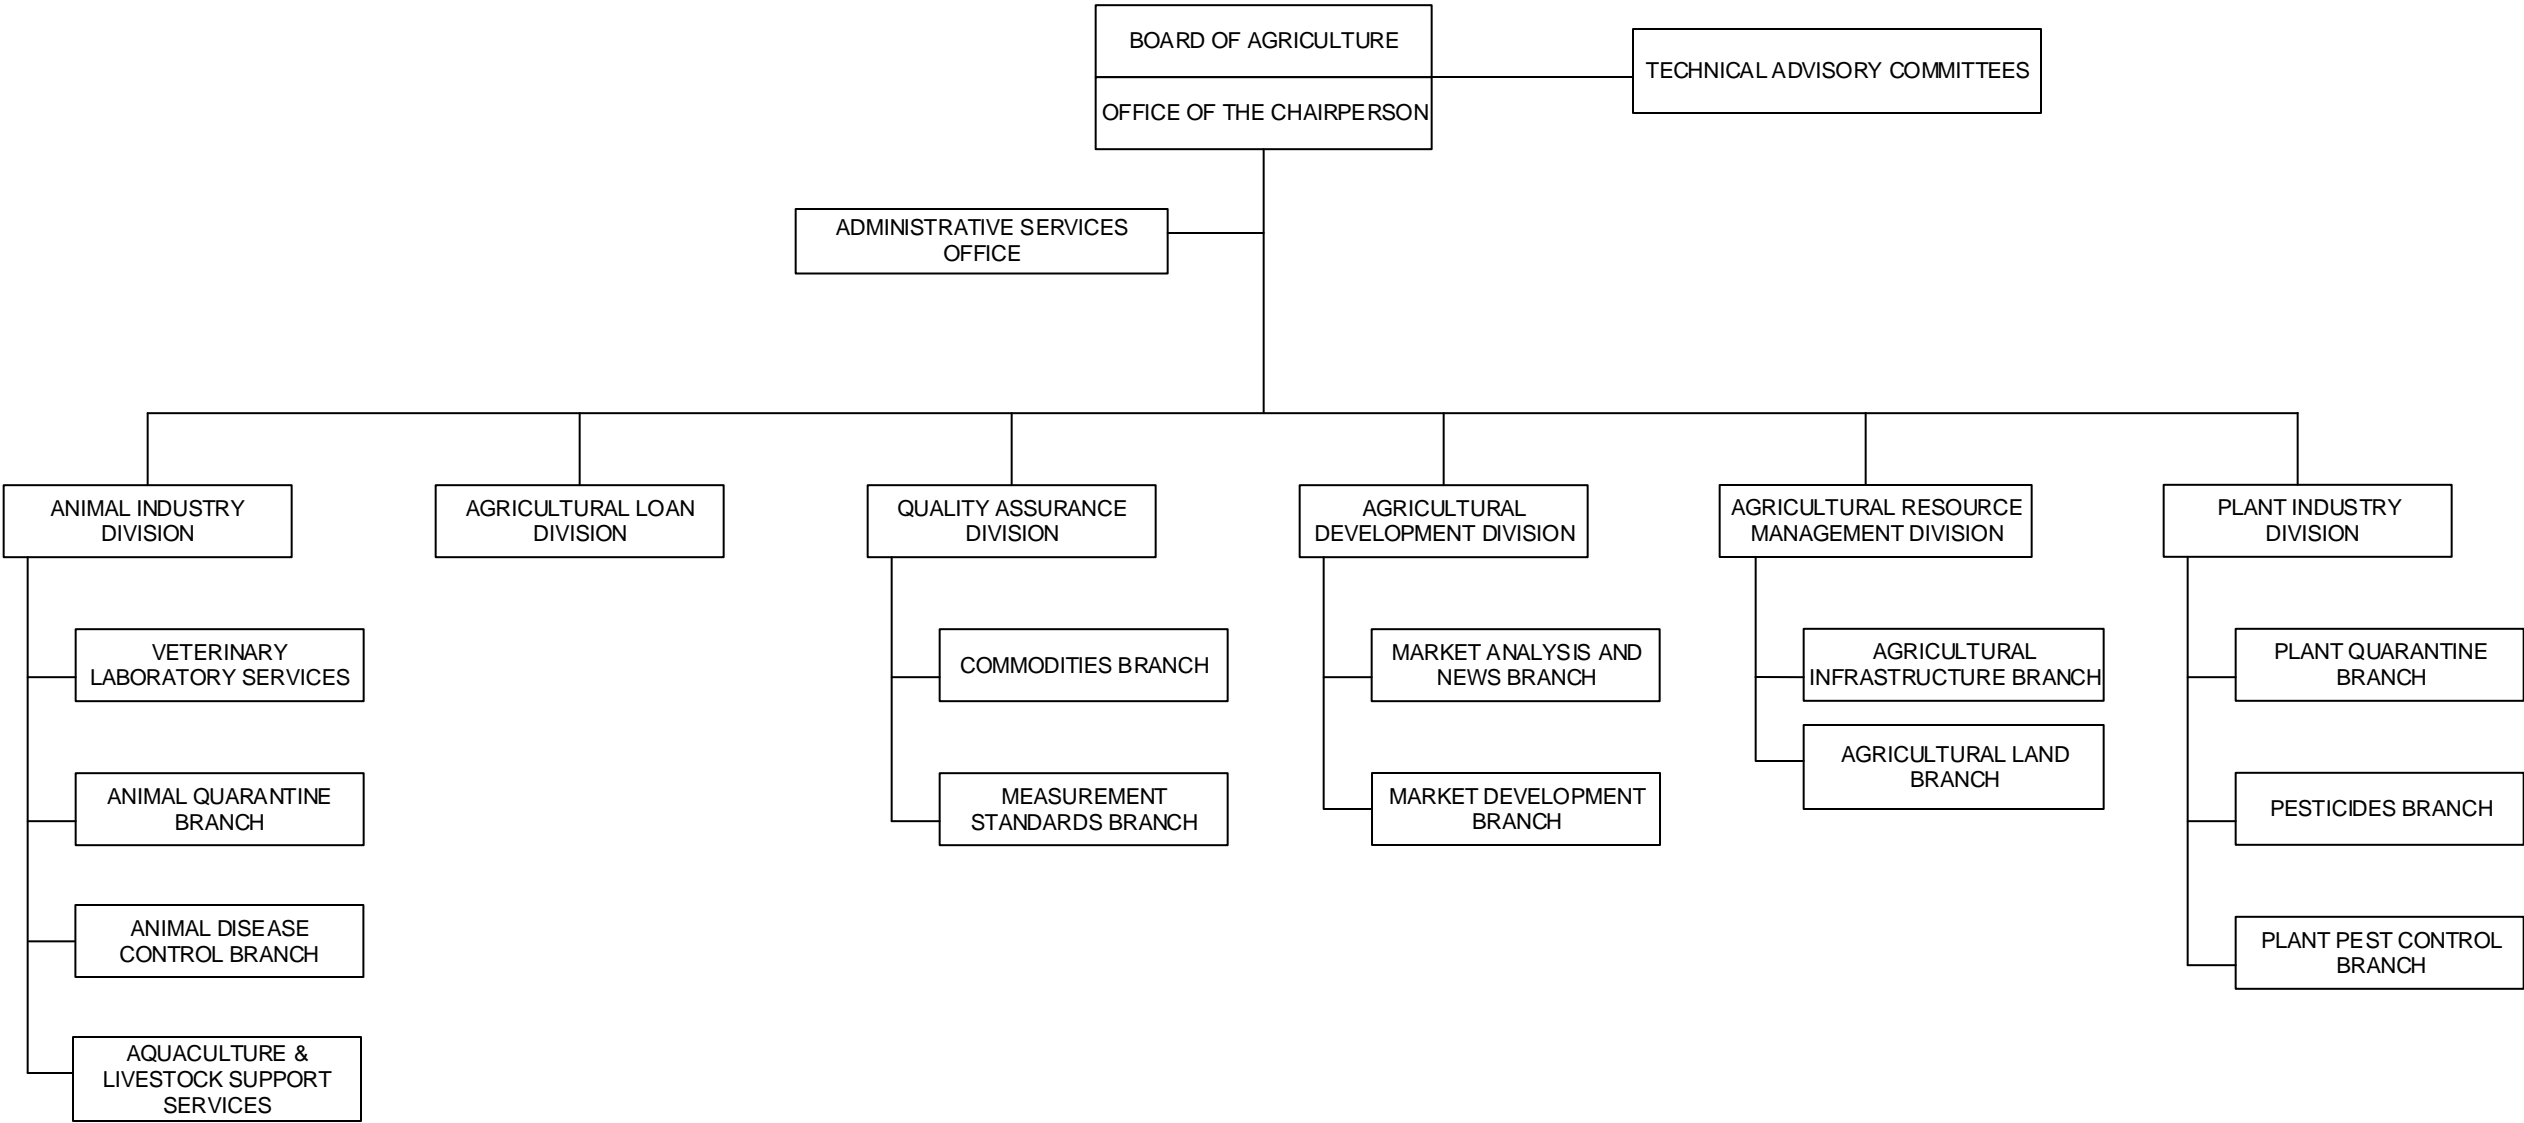 BOARD OF AGRICULTURE
OFFICE OF THE CHAIRPERSON
TECHNICAL ADVISORY COMMITTEES
ADMINISTRATIVE SERVICES
OFFICE
ANIMAL INDUSTRY
DIVISION
AGRICULTURAL LOAN
DIVISION
QUALITY ASSURANCE
DIVISION
AGRICULTURAL
DEVELOPMENT DIVISION
AGRICULTURAL RESOURCE
MANAGEMENT DIVISION
PLANT INDUSTRY
DIVISION
VETERINARY
LABORATORY SERVICES
ANIMAL QUARANTINE
BRANCH
ANIMAL DISEASE
CONTROL BRANCH
AQUACULTURE &
LIVESTOCK SUPPORT
SERVICES
COMMODITIES BRANCH
MEASUREMENT
STANDARDS BRANCH
MARKET ANALYSIS AND
NEWS BRANCH
MARKET DEVELOPMENT
BRANCH
AGRICULTURAL
INFRASTRUCTURE BRANCH
AGRICULTURAL LAND
BRANCH
PLANT QUARANTINE
BRANCH
PESTICIDES BRANCH
PLANT PEST CONTROL
BRANCH